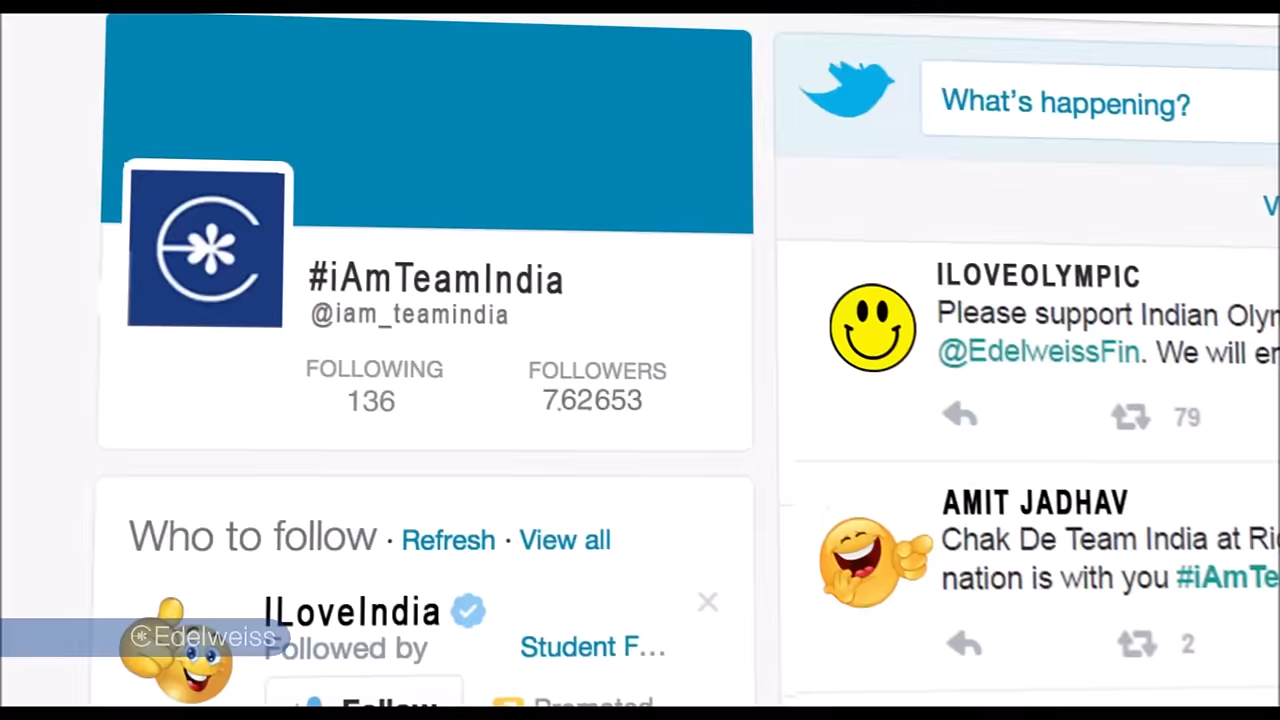 #iAmTeamIndia
@iam_teamindia
FOLLOWING
FOLLOWERS
136
7.62653
Who to follow · Refresh · View all
ILoveIndia
Followed by
Student F...
Follow
Promoted
Edelweiss
What's happening?
ILOVEOLYMPIC
Please support Indian
@EdelweissFin. We will
79
AMIT JADHAV
Chak De Team India at
nation is with you #iAmTe
2